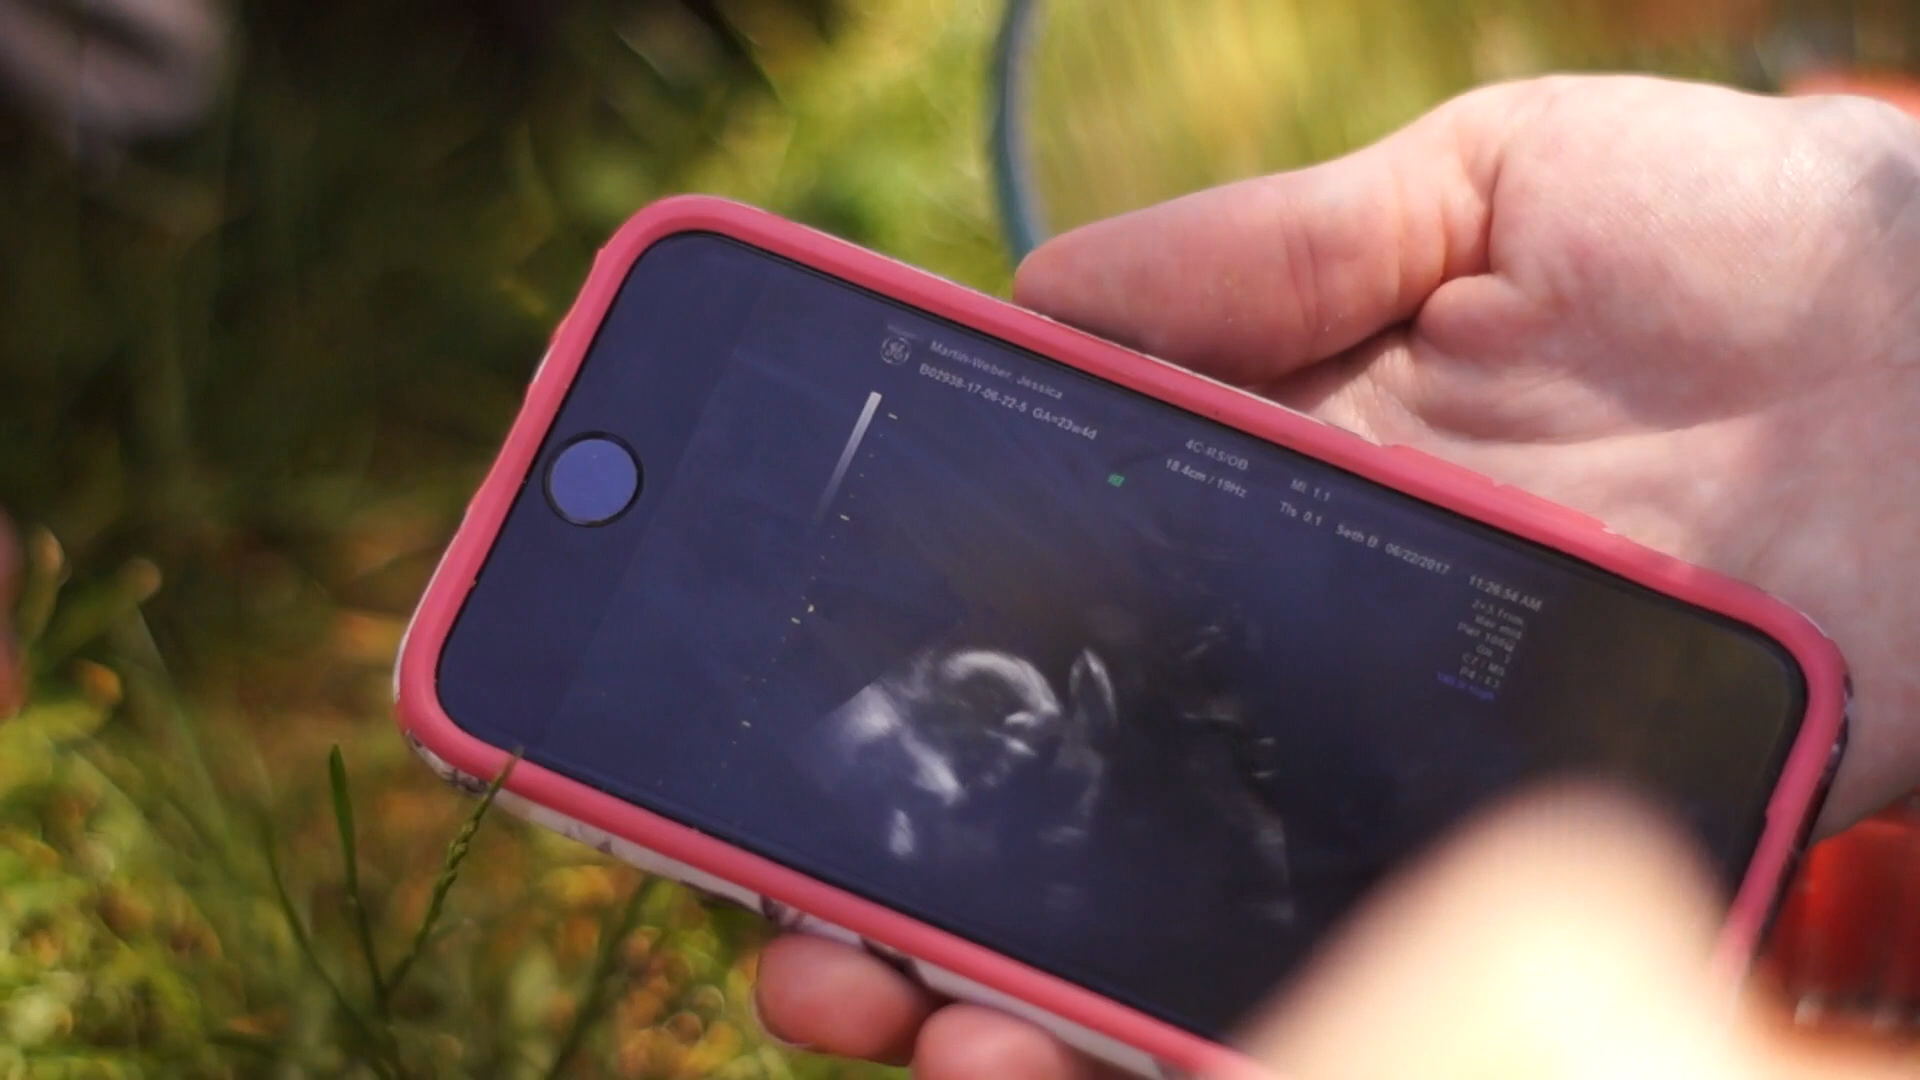 Martin-Weber, Jessica
B02938-17-06-22-5 GA=23w4d
4C-RS/OB
18.4cm / 19Hz
MI 1.1
TIs 0.1
Seth B 06/22/2017
11:26:54 AM